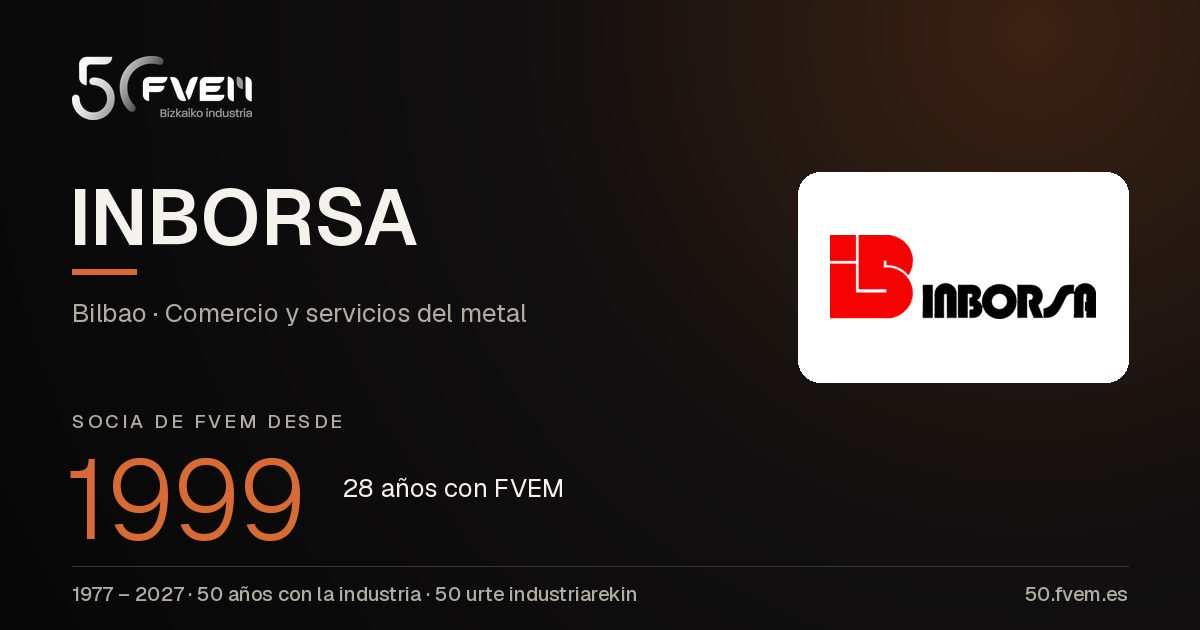 50 FVEM
Bizkaiko industria
INBORSA
Bilbao · Comercio y servicios del metal
iB INBORSA
SOCIA DE FVEM DESDE
1999
28 años con FVEM
1977 – 2027 · 50 años con la industria · 50 urte industriarekin
50.fvem.es